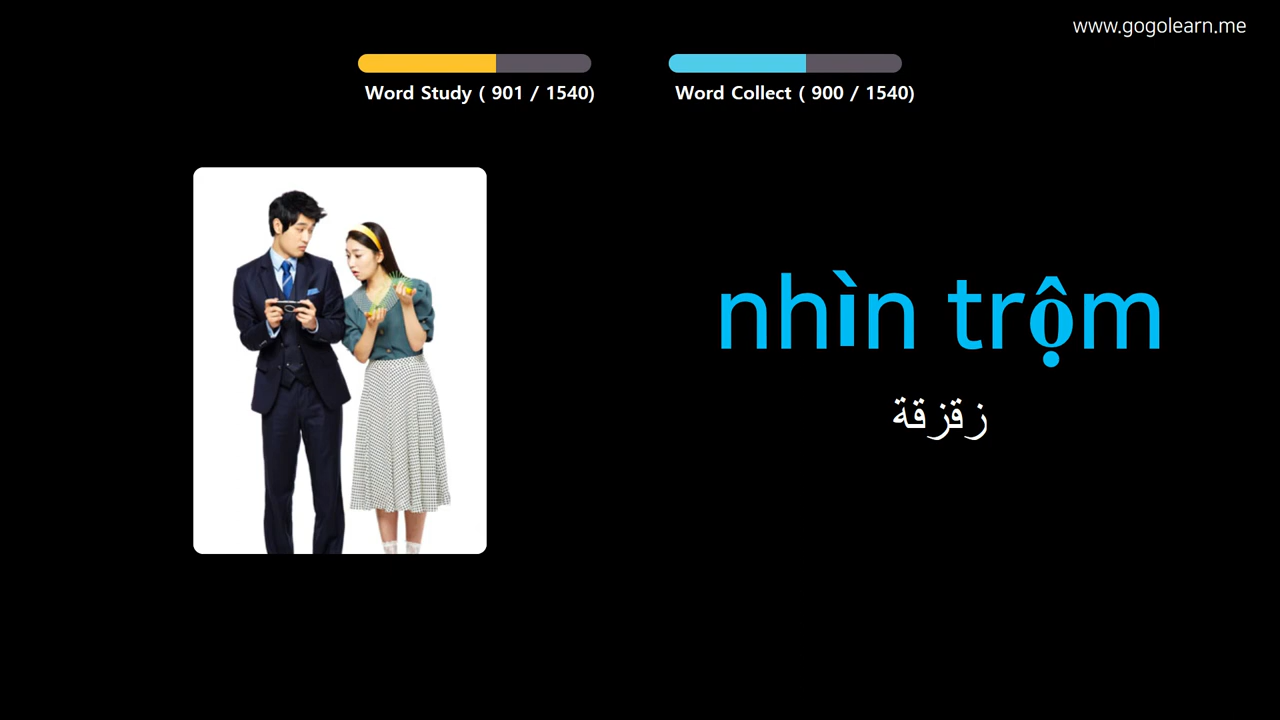 www.gogolearn.me
Word Study ( 901 / 1540)
Word Collect ( 900 / 1540)
nhìn trộm
زقزقة